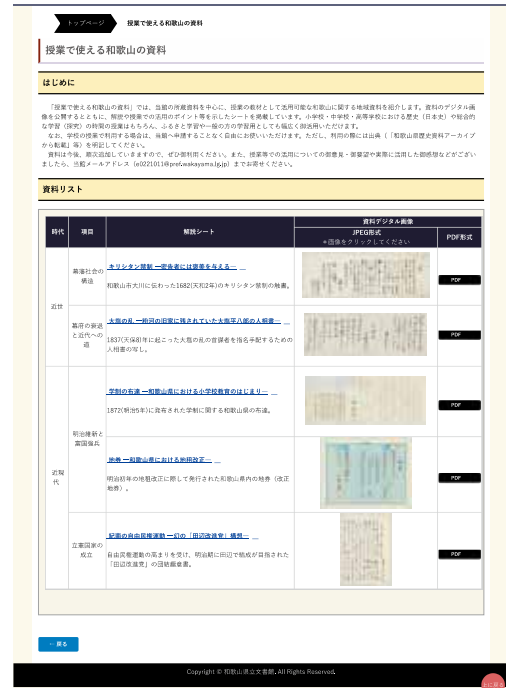 トップページ
授業で使える和歌山の資料
授業で使える和歌山の資料
はじめに
「授業で使える和歌山の資料」では、当館の所蔵資料を中心に、授業の教材として活用可能な和歌山に関する地域資料を紹介します。資料のデジタル画
像を公開するとともに、解説や授業での活用のポイント等を示したシートを掲載しています。小学校・中学校・高等学校における歴史（日本史）や総合的
な学習（探究）の時間の授業はもちろん、ふるさと学習や一般の方の学習用としても幅広く御活用いただけます。
なお、学校の授業で利用する場合は、当館へ申請することなく自由にお使いいただけます。ただし、利用の際には出典（「和歌山県歴史資料アーカイブ
から転載」等）を明記してください。
資料は今後、順次追加していきますので、ぜひ御利用ください。また、授業等での活用についての御意見・御要望や実際に活用した御感想などがござい
ましたら、当館メールアドレス（e0221011@pref.wakayama.lg.jp）までお寄せください。
資料リスト
時代
項目
解説シート
資料デジタル画像
JPEG形式
＊画像をクリックしてください
PDF形式
近世
幕藩社会の
構造
キリシタン禁制 ー密告者には褒美を与えるー
和歌山市大川に伝わった1682(天和2年)のキリシタン禁制の触書。
PDF
幕府の衰退
と近代への
道
大塩の乱 ー紛河の旧家に残されていた大塩平八郎の人相書ー
1837(天保8)年に起こった大塩の乱の首謀者を指名手配するための
人相書の写し。
PDF
近現
代
明治維新と
富国強兵
学制の布達 ー和歌山県における小学校教育のはじまりー
1872(明治5年)に発布された学制に関する和歌山県の布達。
PDF
地券 ー和歌山県における地租改正ー
明治初年の地租改正に際して発行された和歌山県内の地券（改正
地券）。
PDF
立憲国家の
成立
紀南の自由民権運動 ー幻の「田辺改進党」構想ー
自由民権運動の高まりを受け、明治期に田辺で結成が目指された
「田辺改進党」の団結願意書。
PDF
← 戻る
Copyright © 和歌山県立文書館. All Rights Reserved.
上に戻る